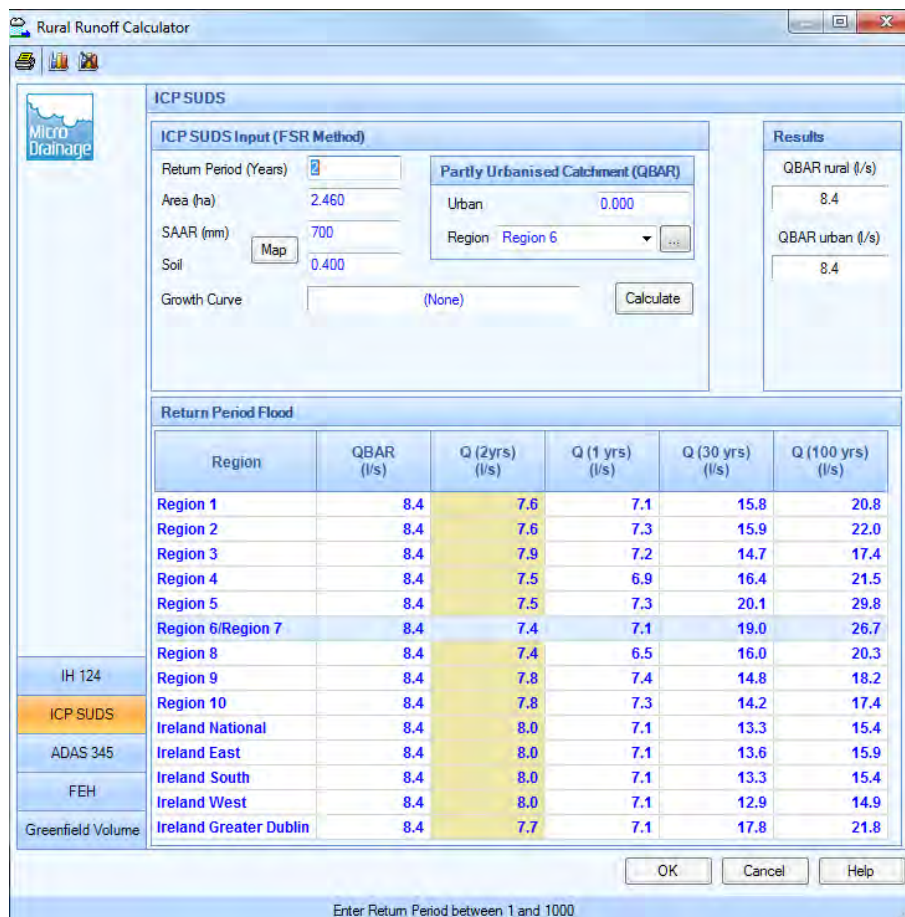 Rural Runoff Calculator
Micro
Drainage
ICP SUDS
ICP SUDS Input (FSR Method)
Return Period (Years) 2
Area (ha) 2.460
SAAR (mm) 700
Map
Soil 0.400
Growth Curve (None) Calculate
Partly Urbanised Catchment (QBAR)
Urban 0.000
Region Region 6 ...
Results
QBAR rural (l/s)
8.4
QBAR urban (l/s)
8.4
Return Period Flood
Region QBAR (l/s) Q (2yrs) (l/s) Q (1 yrs) (l/s) Q (30 yrs) (l/s) Q (100 yrs) (l/s)
Region 1 8.4 7.6 7.1 15.8 20.8
Region 2 8.4 7.6 7.3 15.9 22.0
Region 3 8.4 7.9 7.2 14.7 17.4
Region 4 8.4 7.5 6.9 16.4 21.5
Region 5 8.4 7.5 7.3 20.1 29.8
Region 6/Region 7 8.4 7.4 7.1 19.0 26.7
Region 8 8.4 7.4 6.5 16.0 20.3
Region 9 8.4 7.8 7.4 14.8 18.2
Region 10 8.4 7.8 7.3 14.2 17.4
Ireland National 8.4 8.0 7.1 13.3 15.4
Ireland East 8.4 8.0 7.1 13.6 15.9
Ireland South 8.4 8.0 7.1 13.3 15.4
Ireland West 8.4 8.0 7.1 12.9 14.9
Ireland Greater Dublin 8.4 7.7 7.1 17.8 21.8
IH 124
ICP SUDS
ADAS 345
FEH
Greenfield Volume
OK Cancel Help
Enter Return Period between 1 and 1000